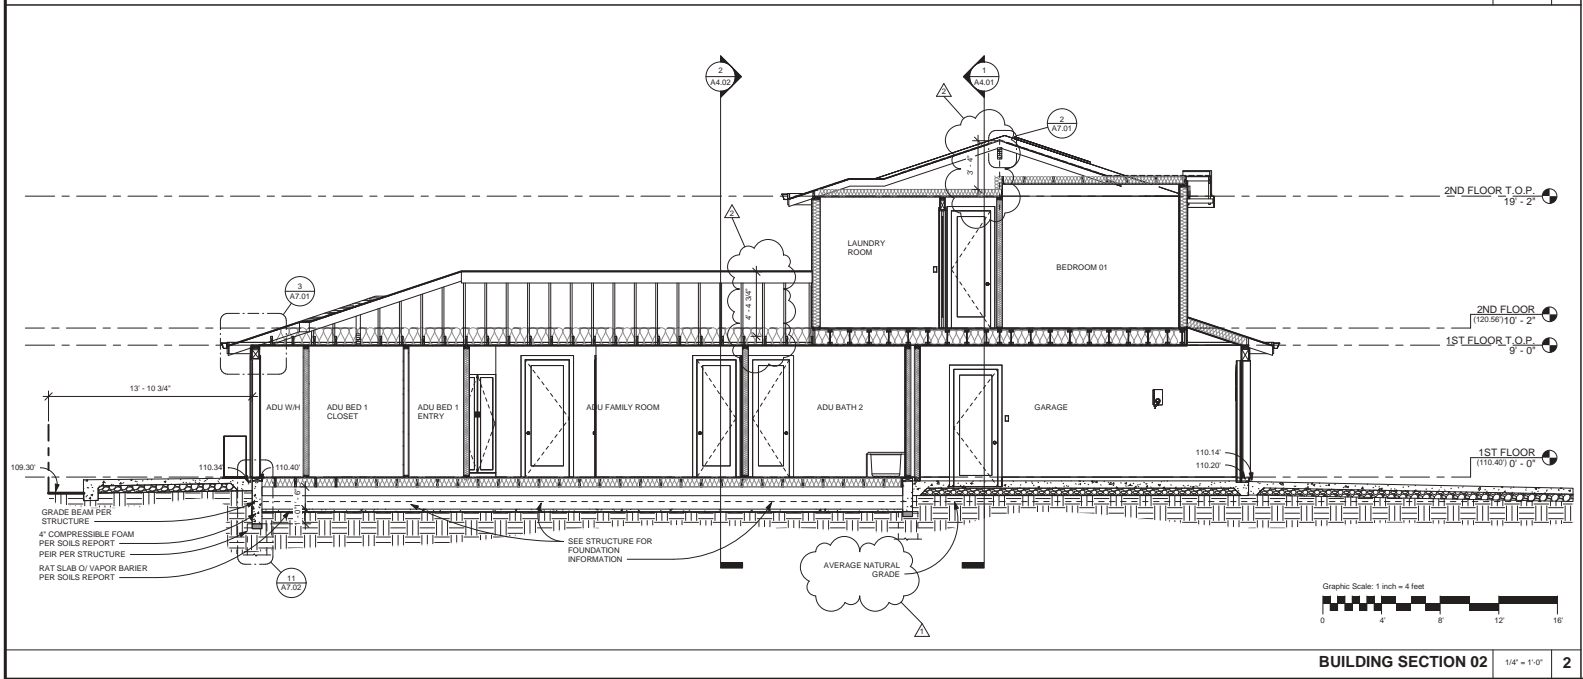 2
A4.02
1
A4.01
2
2
A7.01
3' - 4"
2ND FLOOR T.O.P.
19' - 2"
2
LAUNDRY
ROOM
BEDROOM 01
3
A7.01
4' - 4 3/4"
2ND FLOOR
(120.56') 10' - 2"
1ST FLOOR T.O.P.
9' - 0"
13' - 10 3/4"
ADU W/H
ADU BED 1
CLOSET
ADU BED 1
ENTRY
ADU FAMILY ROOM
ADU BATH 2
GARAGE
109.30'
110.34'
110.40'
110.14'
110.20'
1ST FLOOR
(110.40') 0' - 0"
GRADE BEAM PER
STRUCTURE
4" COMPRESSIBLE FOAM
PER SOILS REPORT
PEIR PER STRUCTURE
RAT SLAB O/ VAPOR BARIER
PER SOILS REPORT
SEE STRUCTURE FOR
FOUNDATION
INFORMATION
AVERAGE NATURAL
GRADE
11
A7.02
1
Graphic Scale: 1 inch = 4 feet
0 4' 8' 12' 16'
BUILDING SECTION 02
1/4" = 1'-0"
2